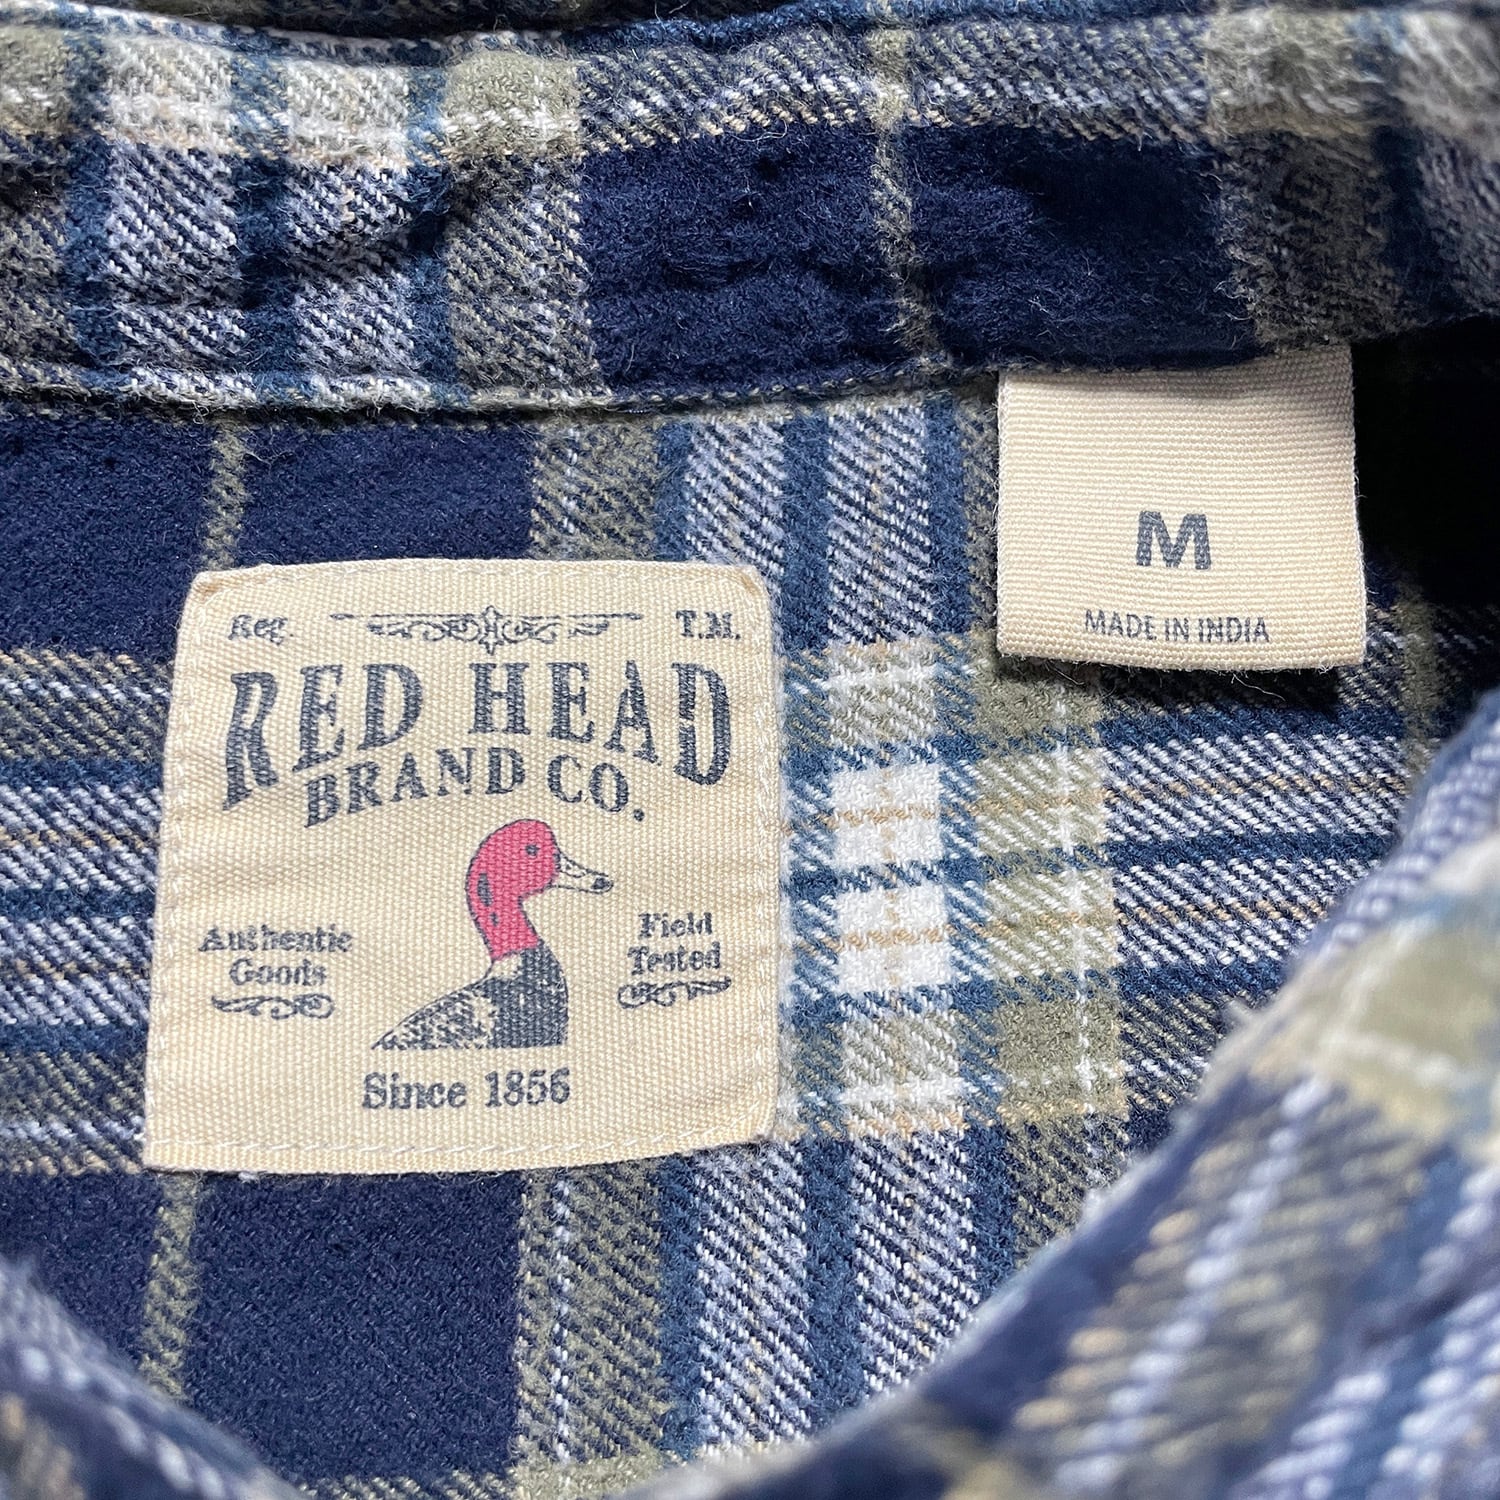 Reg. T.M.
RED HEAD
BRAND CO.
Authentic
Goods
Field
Tested
Since 1856
M
MADE IN INDIA